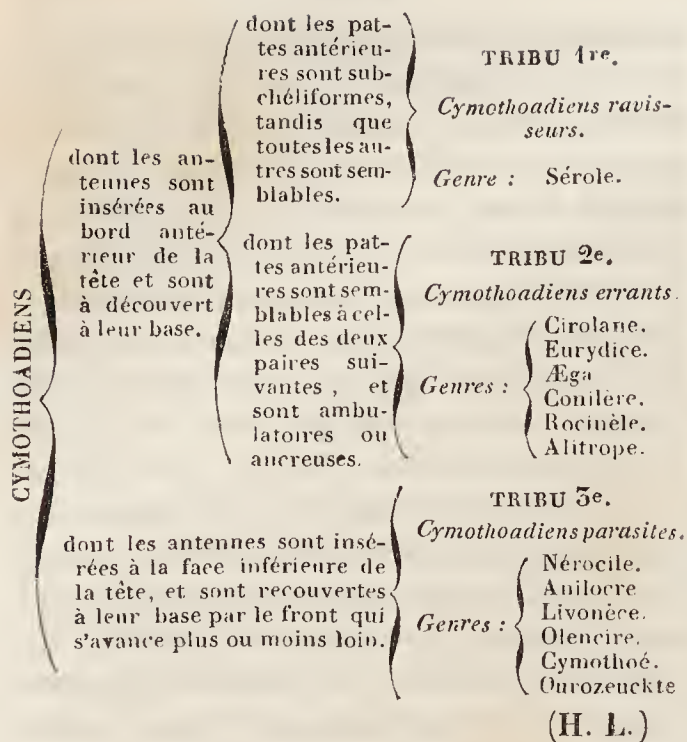 CYMOTHOADIENS
dont les an-
tennes sont
insérées au
bord anté-
rieur de la
tête et sont
à découvert
à leur base.
dont les pat-
tes antérieu-
res sont sub-
chéliformes,
tandis que
toutes les au-
tres sont sem-
blables.
TRIBU 1re.
Cymothoadiens ravis-
seurs.
Genre : Sérole.
dont les pat-
tes antérieu-
res sont sem-
blables à cel-
les des deux
paires sui-
vantes, et
sont ambu-
latoires ou
ancreuses.
TRIBU 2e.
Cymothoadiens errants.
Genres :
Cirolane.
Eurydice.
Æga
Conilère.
Rocinèle.
Alitrope.
dont les antennes sont insé-
rées à la face inférieure de
la tête, et sont recouvertes
à leur base par le front qui
s'avance plus ou moins loin.
TRIBU 3e.
Cymothoadiens parasites.
Genres :
Nérocile.
Anilocre
Livonèce.
Olencire.
Cymothoé.
Ourozeuckte
(H. L.)